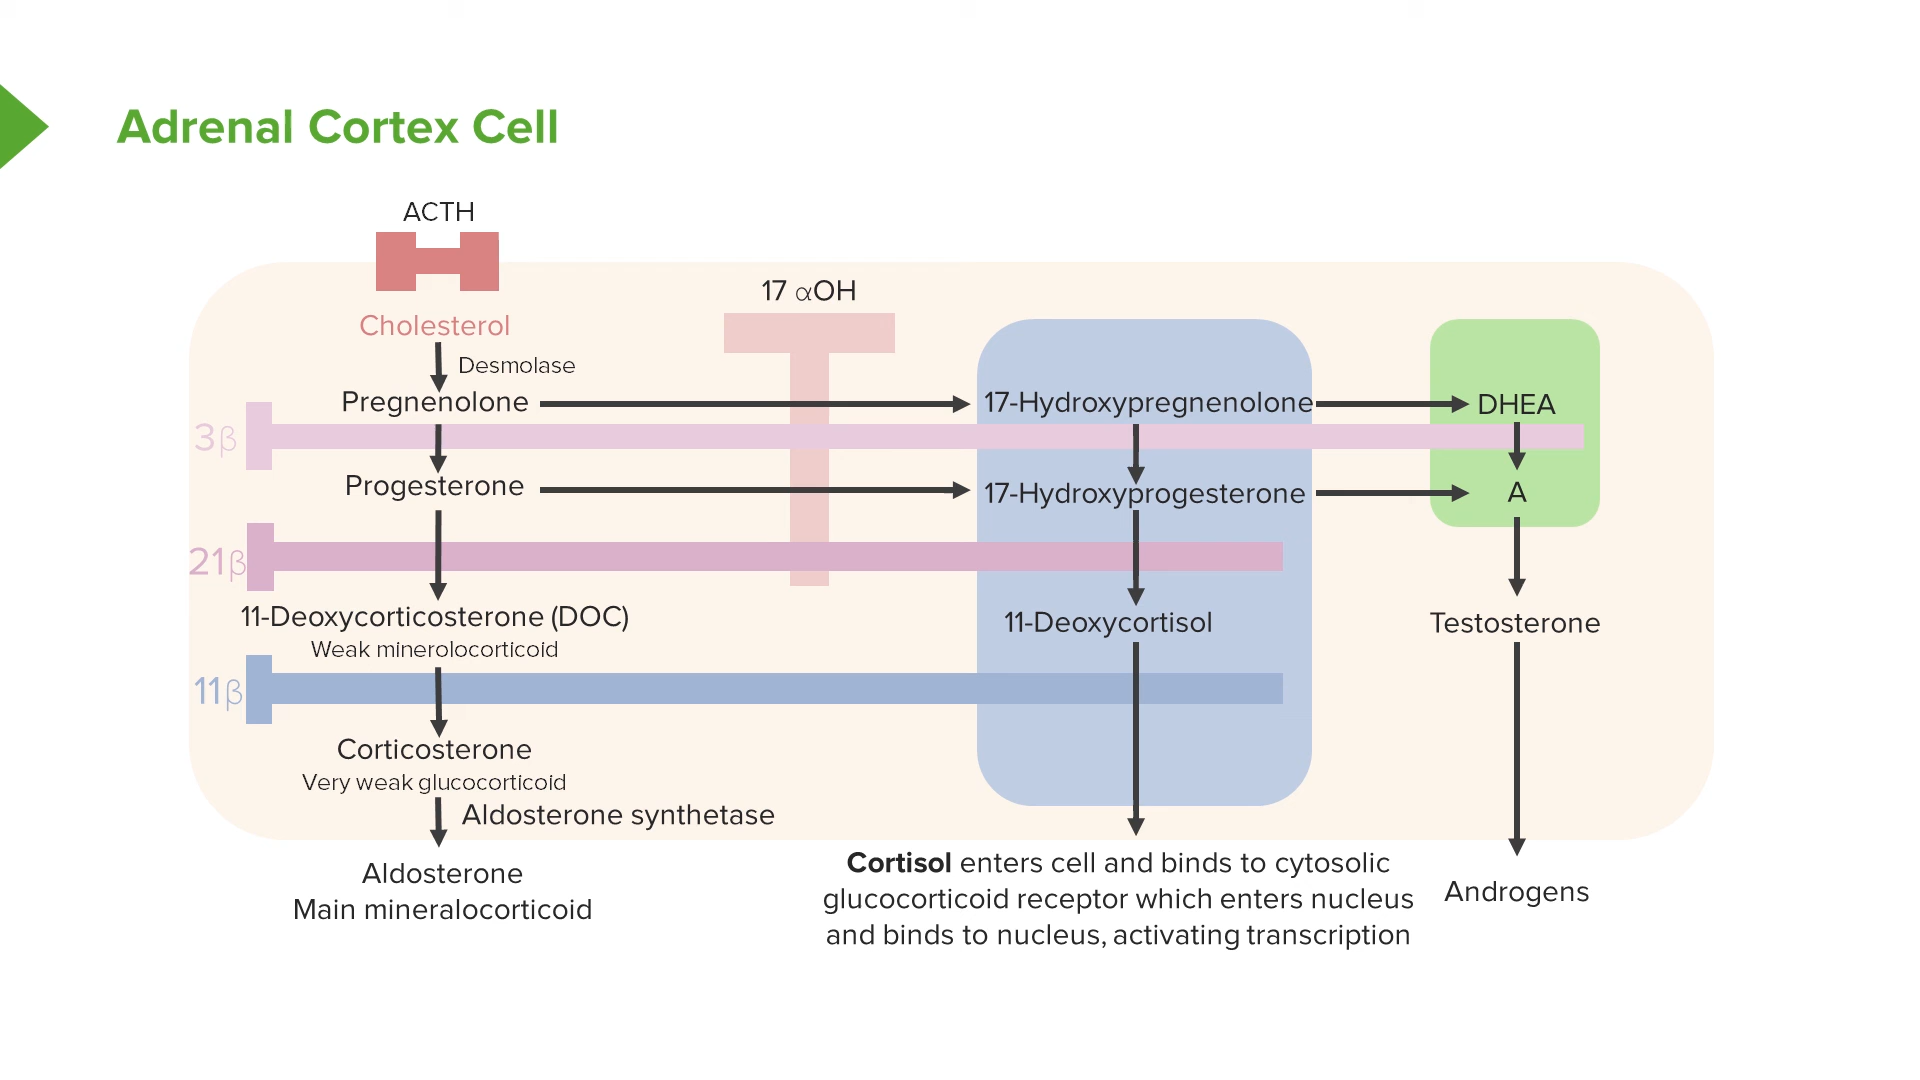 Adrenal Cortex Cell
ACTH
17 αOH
Cholesterol
Desmolase
Pregnenolone
17-Hydroxypregnenolone
DHEA
3β
Progesterone
17-Hydroxyprogesterone
A
21β
11-Deoxycorticosterone (DOC)
Weak minerolocorticoid
11-Deoxycortisol
Testosterone
11β
Corticosterone
Very weak glucocorticoid
Aldosterone synthetase
Aldosterone
Main mineralocorticoid
Cortisol enters cell and binds to cytosolic
glucocorticoid receptor which enters nucleus
and binds to nucleus, activating transcription
Androgens